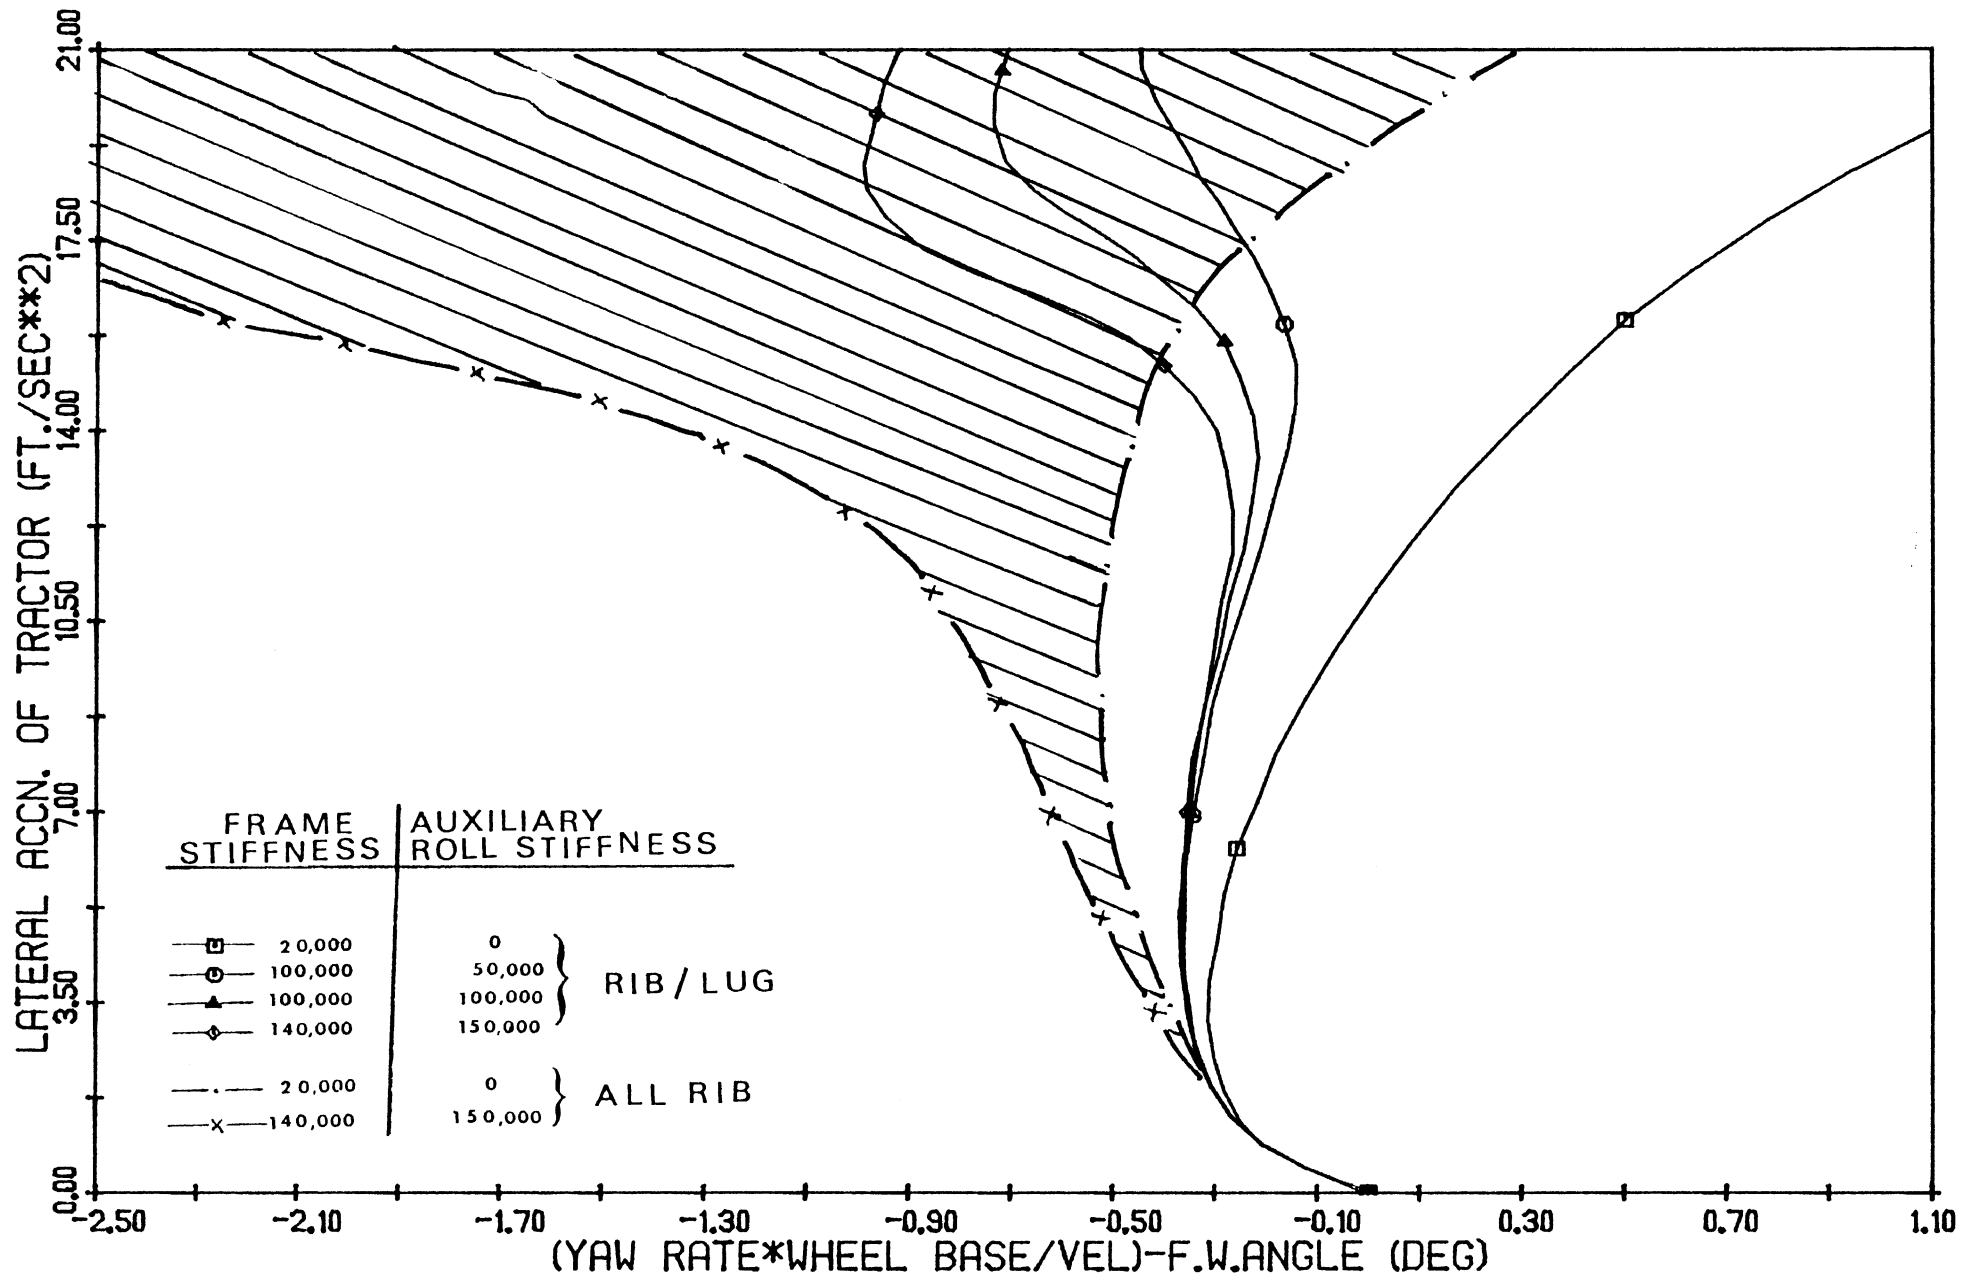 LATERAL ACCN. OF TRACTOR (FT./SEC**2)
21.00
17.50
14.00
10.50
7.00
3.50
0.00
FRAME STIFFNESS
AUXILIARY ROLL STIFFNESS
20,000 0
100,000 50,000
100,000 100,000
140,000 150,000
} RIB/LUG
20,000 0
140,000 150,000
} ALL RIB
-2.50 -2.10 -1.70 -1.30 -0.90 -0.50 -0.10 0.30 0.70 1.10
(YAW RATE*WHEEL BASE/VEL)-F.W.ANGLE (DEG)